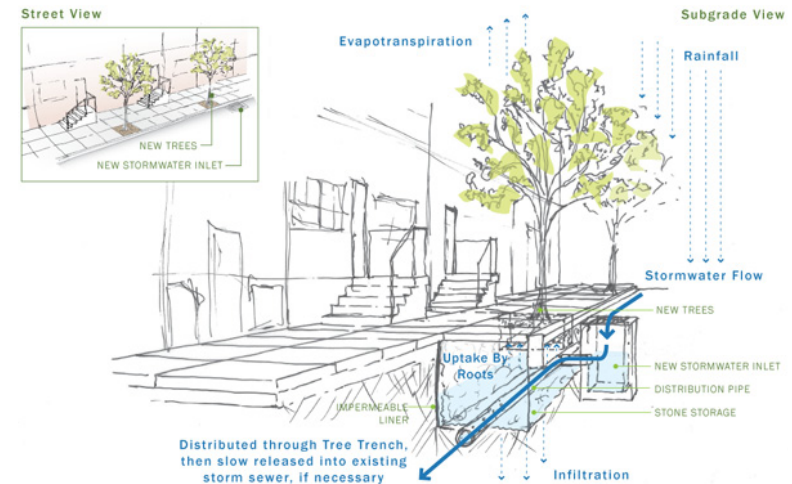 Street View
Subgrade View
NEW TREES
NEW STORMWATER INLET
Evapotranspiration
Rainfall
Stormwater Flow
NEW TREES
Uptake By
Roots
NEW STORMWATER INLET
DISTRIBUTION PIPE
STONE STORAGE
IMPERMEABLE
LINER
Distributed through Tree Trench,
then slow released into existing
storm sewer, if necessary
Infiltration